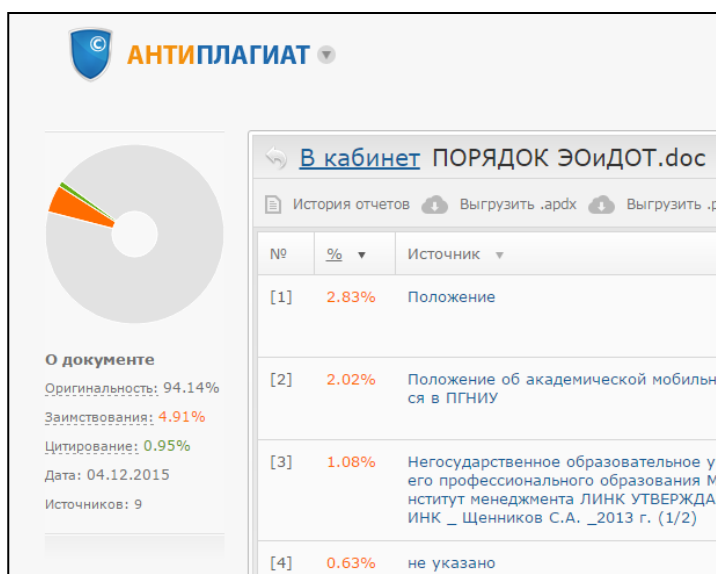 АНТИПЛАГИАТ
В кабинет ПОРЯДОК ЭОиДОТ.doc
История отчетов Выгрузить .apdx Выгрузить
№ % Источник
[1] 2.83% Положение
[2] 2.02% Положение об академической
ся в ПГНИУ
[3] 1.08% Негосударственное образовательное
его профессионального образования
нститут менеджмента ЛИНК
ИНК _ Щенников С.А. _2013 г. (1/2)
[4] 0.63% не указано
О документе
Оригинальность: 94.14%
Заимствования: 4.91%
Цитирование: 0.95%
Дата: 04.12.2015
Источников: 9